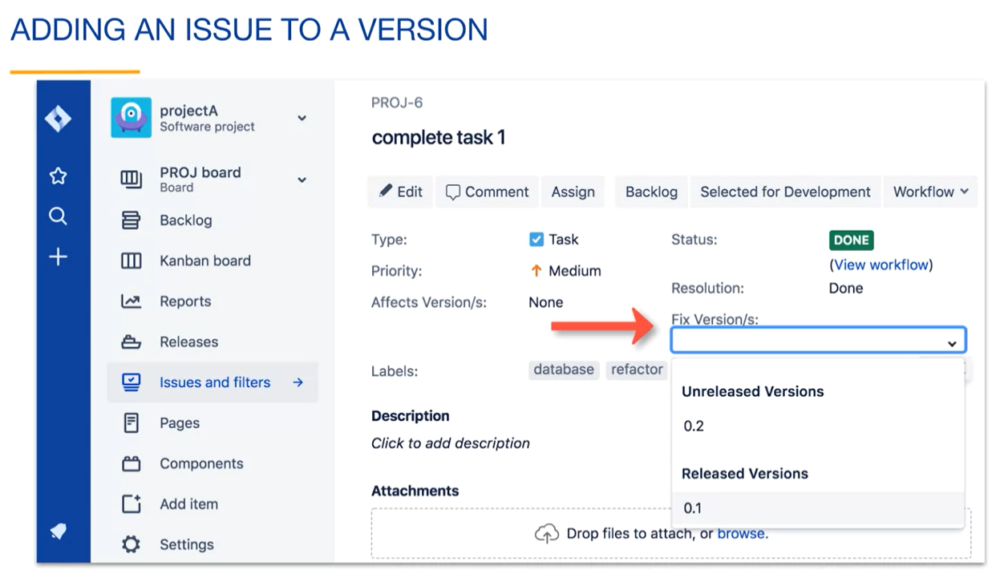 ADDING AN ISSUE TO A VERSION
projectA
Software project
PROJ board
Board
Backlog
Kanban board
Reports
Releases
Issues and filters
Pages
Components
Add item
Settings
PROJ-6
complete task 1
Edit Comment Assign Backlog Selected for Development Workflow
Type: Task
Priority: Medium
Affects Version/s: None
Status: DONE
(View workflow)
Resolution: Done
Fix Version/s:
Labels: database refactor
Unreleased Versions
0.2
Released Versions
0.1
Description
Click to add description
Attachments
Drop files to attach, or browse.